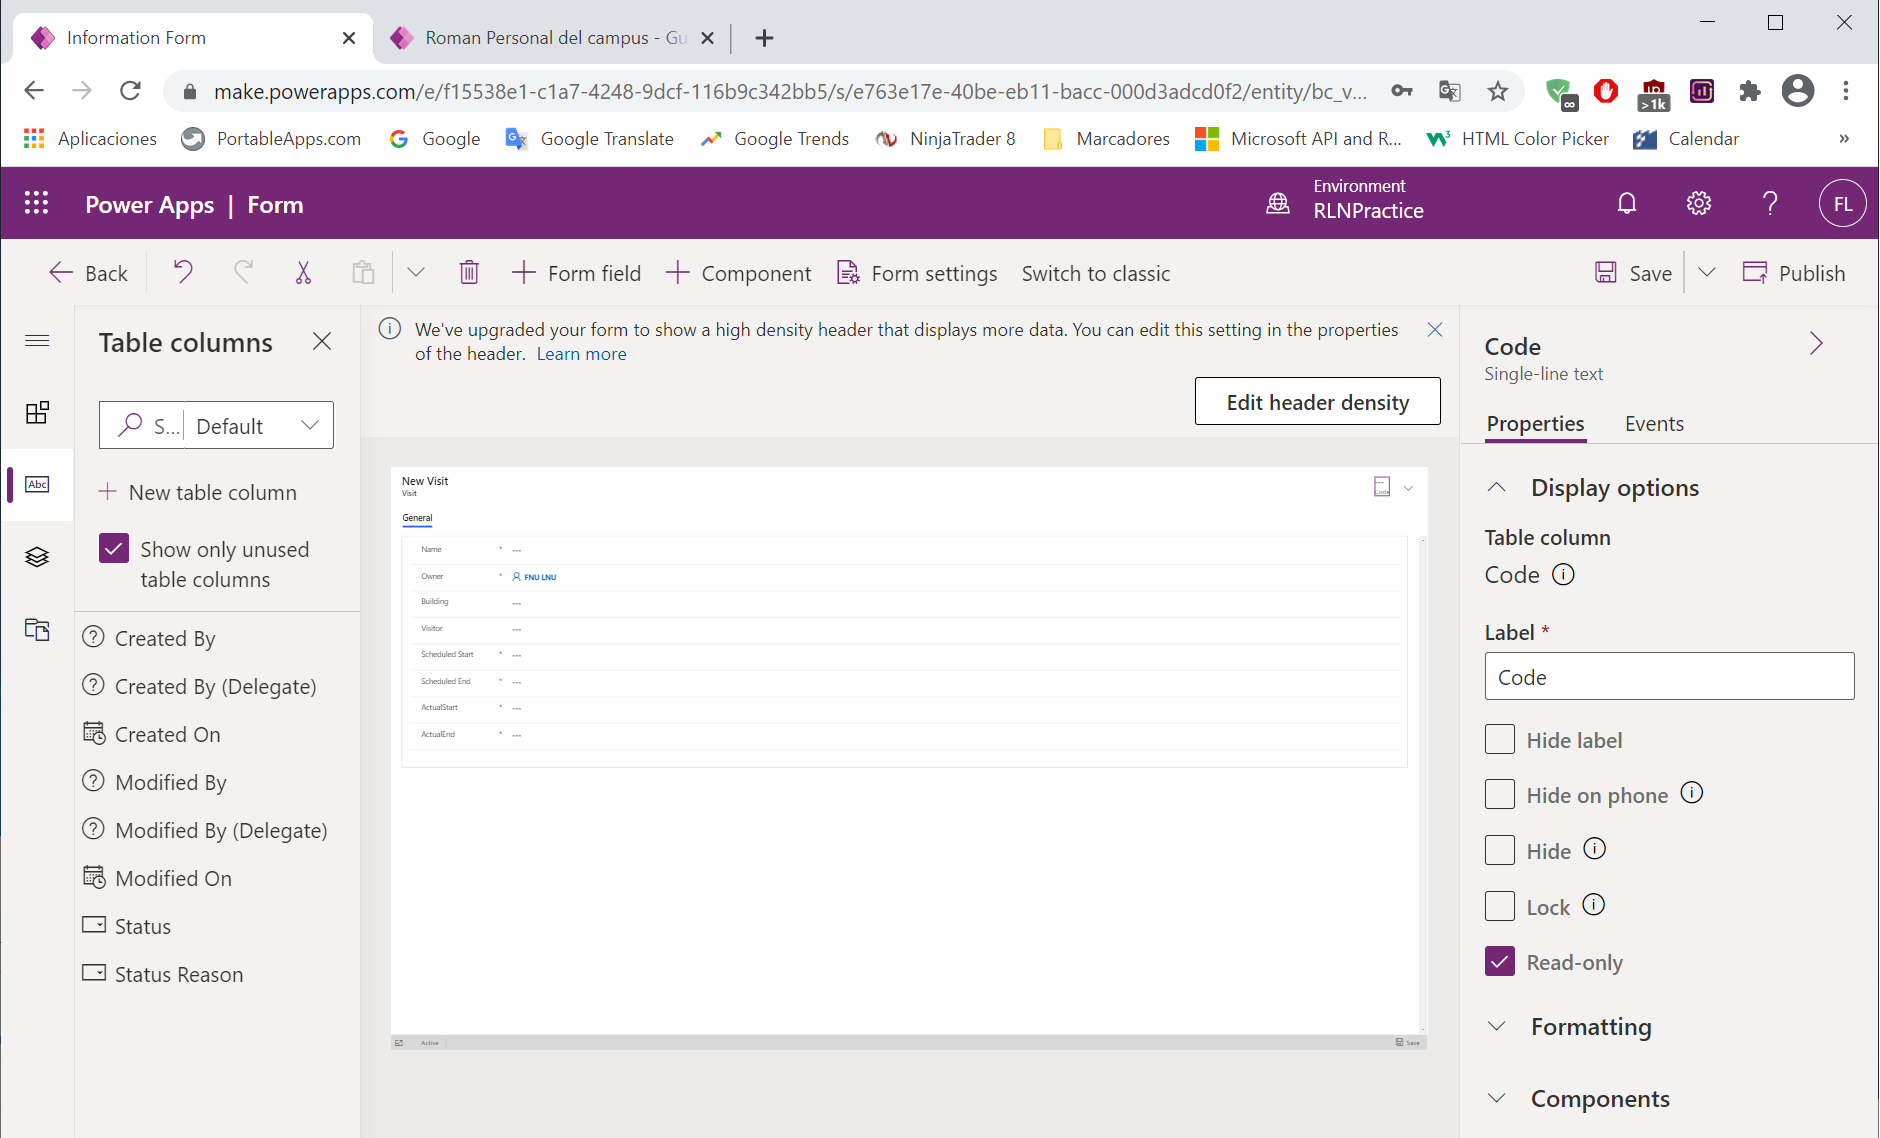 Information Form
Roman Personal del campus - Gu
make.powerapps.com/e/f15538e1-c1a7-4248-9dcf-116b9c342bb5/s/e763e17e-40be-eb11-bacc-000d3adcd0f2/entity/bc_v...
>1k
Aplicaciones
PortableApps.com
Google
Google Translate
Google Trends
NinjaTrader 8
Marcadores
Microsoft API and R...
HTML Color Picker
Calendar
»
Power Apps | Form
Environment
RLNPractice
FL
Back
Form field
Component
Form settings
Switch to classic
Save
Publish
Table columns
S... Default
New table column
Show only unused
table columns
Abc
Created By
Created By (Delegate)
Created On
Modified By
Modified By (Delegate)
Modified On
Status
Status Reason
We've upgraded your form to show a high density header that displays more data. You can edit this setting in the properties
of the header. Learn more
Edit header density
New Visit
Visit
---
Code
General
Name * ---
Owner * FNU LNU
Building ---
Visitor ---
Scheduled Start * ---
Scheduled End * ---
ActualStart * ---
ActualEnd * ---
Active
Save
Code
Single-line text
Properties
Events
Display options
Table column
Code
Label *
Code
Hide label
Hide on phone
Hide
Lock
Read-only
Formatting
Components